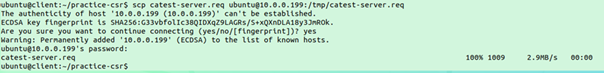 ubuntu@client:~/practice-csr$ scp catest-server.req ubuntu@10.0.0.199:/tmp/catest-server.req
The authenticity of host '10.0.0.199 (10.0.0.199)' can't be established.
ECDSA key fingerprint is SHA256:G33vbfolIc38QIDXqZ9LAGRs/S+xQXnDLA1By3JnROk.
Are you sure you want to continue connecting (yes/no/[fingerprint])? yes
Warning: Permanently added '10.0.0.199' (ECDSA) to the list of known hosts.
ubuntu@10.0.0.199's password:
catest-server.req 100% 1009 2.9MB/s 00:00
ubuntu@client:~/practice-csr$